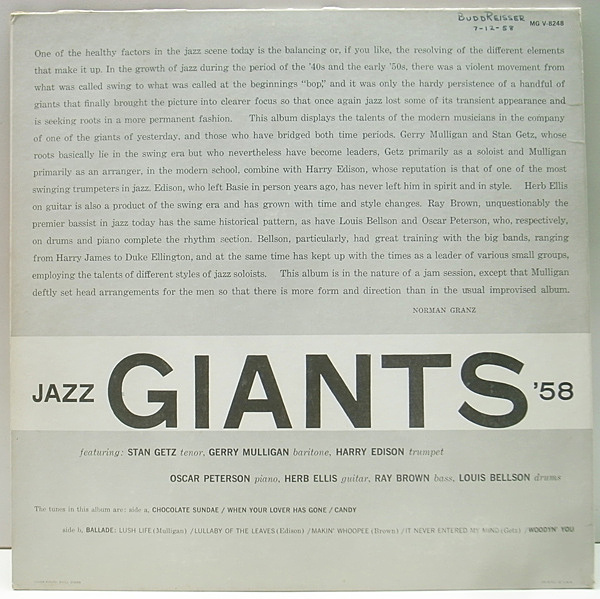 BUDD KEISSER
7-12-58
MG V-8248
One of the healthy factors in the jazz scene today is the balancing or, if you like, the resolving of the different elements
that make it up. In the growth of jazz during the period of the '40s and the early '50s, there was a violent movement from
what was called swing to what was called at the beginnings "bop," and it was only the hardy persistence of a handful of
giants that finally brought the picture into clearer focus so that once again jazz lost some of its transient appearance and
is seeking roots in a more permanent fashion. This album displays the talents of the modern musicians in the company
of one of the giants of yesterday, and those who have bridged both time periods. Gerry Mulligan and Stan Getz, whose
roots basically lie in the swing era but who nevertheless have become leaders, Getz primarily as a soloist and Mulligan
primarily as an arranger, in the modern school, combine with Harry Edison, whose reputation is that of one of the most
swinging trumpeters in jazz. Edison, who left Basie in person years ago, has never left him in spirit and in style. Herb Ellis
on guitar is also a product of the swing era and has grown with time and style changes. Ray Brown, unquestionably the
premier bassist in jazz today has the same historical pattern, as have Louis Bellson and Oscar Peterson, who, respectively,
on drums and piano complete the rhythm section. Bellson, particularly, had great training with the big bands, ranging
from Harry James to Duke Ellington, and at the same time has kept up with the times as a leader of various small groups,
employing the talents of different styles of jazz soloists. This album is in the nature of a jam session, except that Mulligan
deftly set head arrangements for the men so that there is more form and direction than in the usual improvised album.
NORMAN GRANZ
JAZZ GIANTS '58
featuring: STAN GETZ tenor, GERRY MULLIGAN baritone, HARRY EDISON trumpet
OSCAR PETERSON piano, HERB ELLIS guitar, RAY BROWN bass, LOUIS BELLSON drums
The tunes in this album are: side a, CHOCOLATE SUNDAE / WHEN YOUR LOVER HAS GONE / CANDY
side b, BALLADE: LUSH LIFE (Mulligan) / LULLABY OF THE LEAVES (Edison) / MAKIN' WHOOPEE (Brown) / IT NEVER ENTERED MY MIND (Getz) / WOODYN' YOU